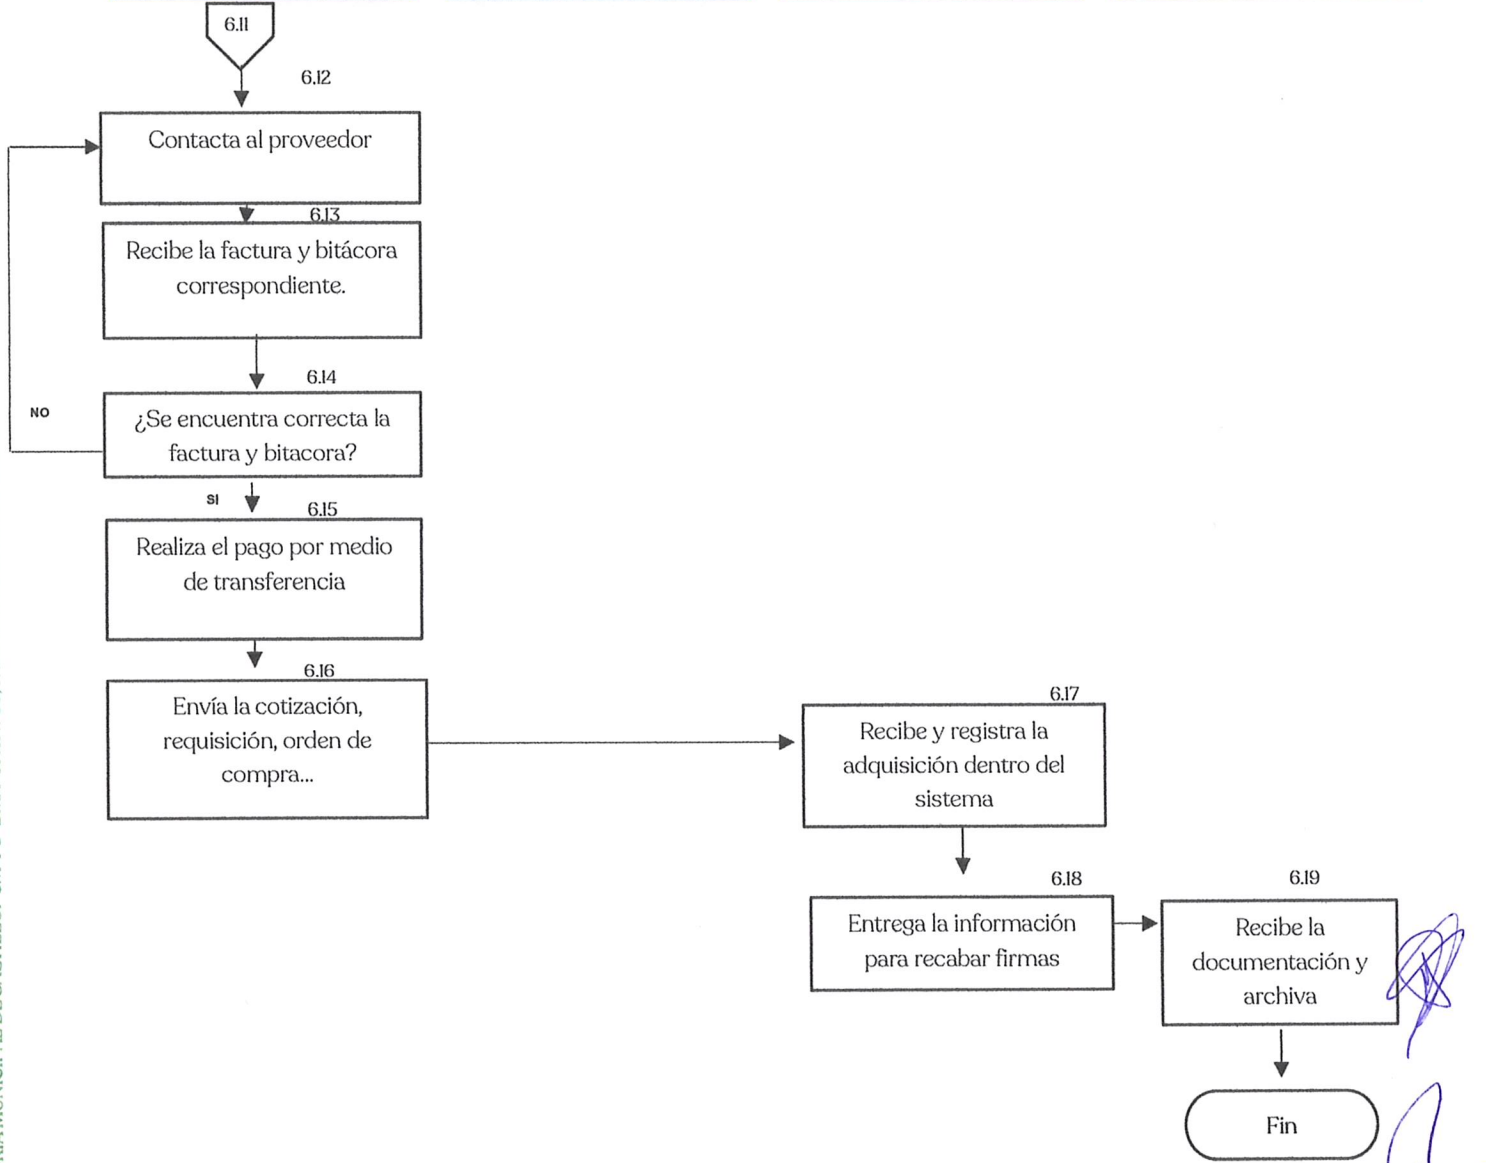 6.11
6.12
Contacta al proveedor
6.13
Recibe la factura y bitácora
correspondiente.
6.14
NO
¿Se encuentra correcta la
factura y bitacora?
SI
6.15
Realiza el pago por medio
de transferencia
6.16
Envía la cotización,
requisición, orden de
compra...
6.17
Recibe y registra la
adquisición dentro del
sistema
6.18
Entrega la información
para recabar firmas
6.19
Recibe la
documentación y
archiva
Fin